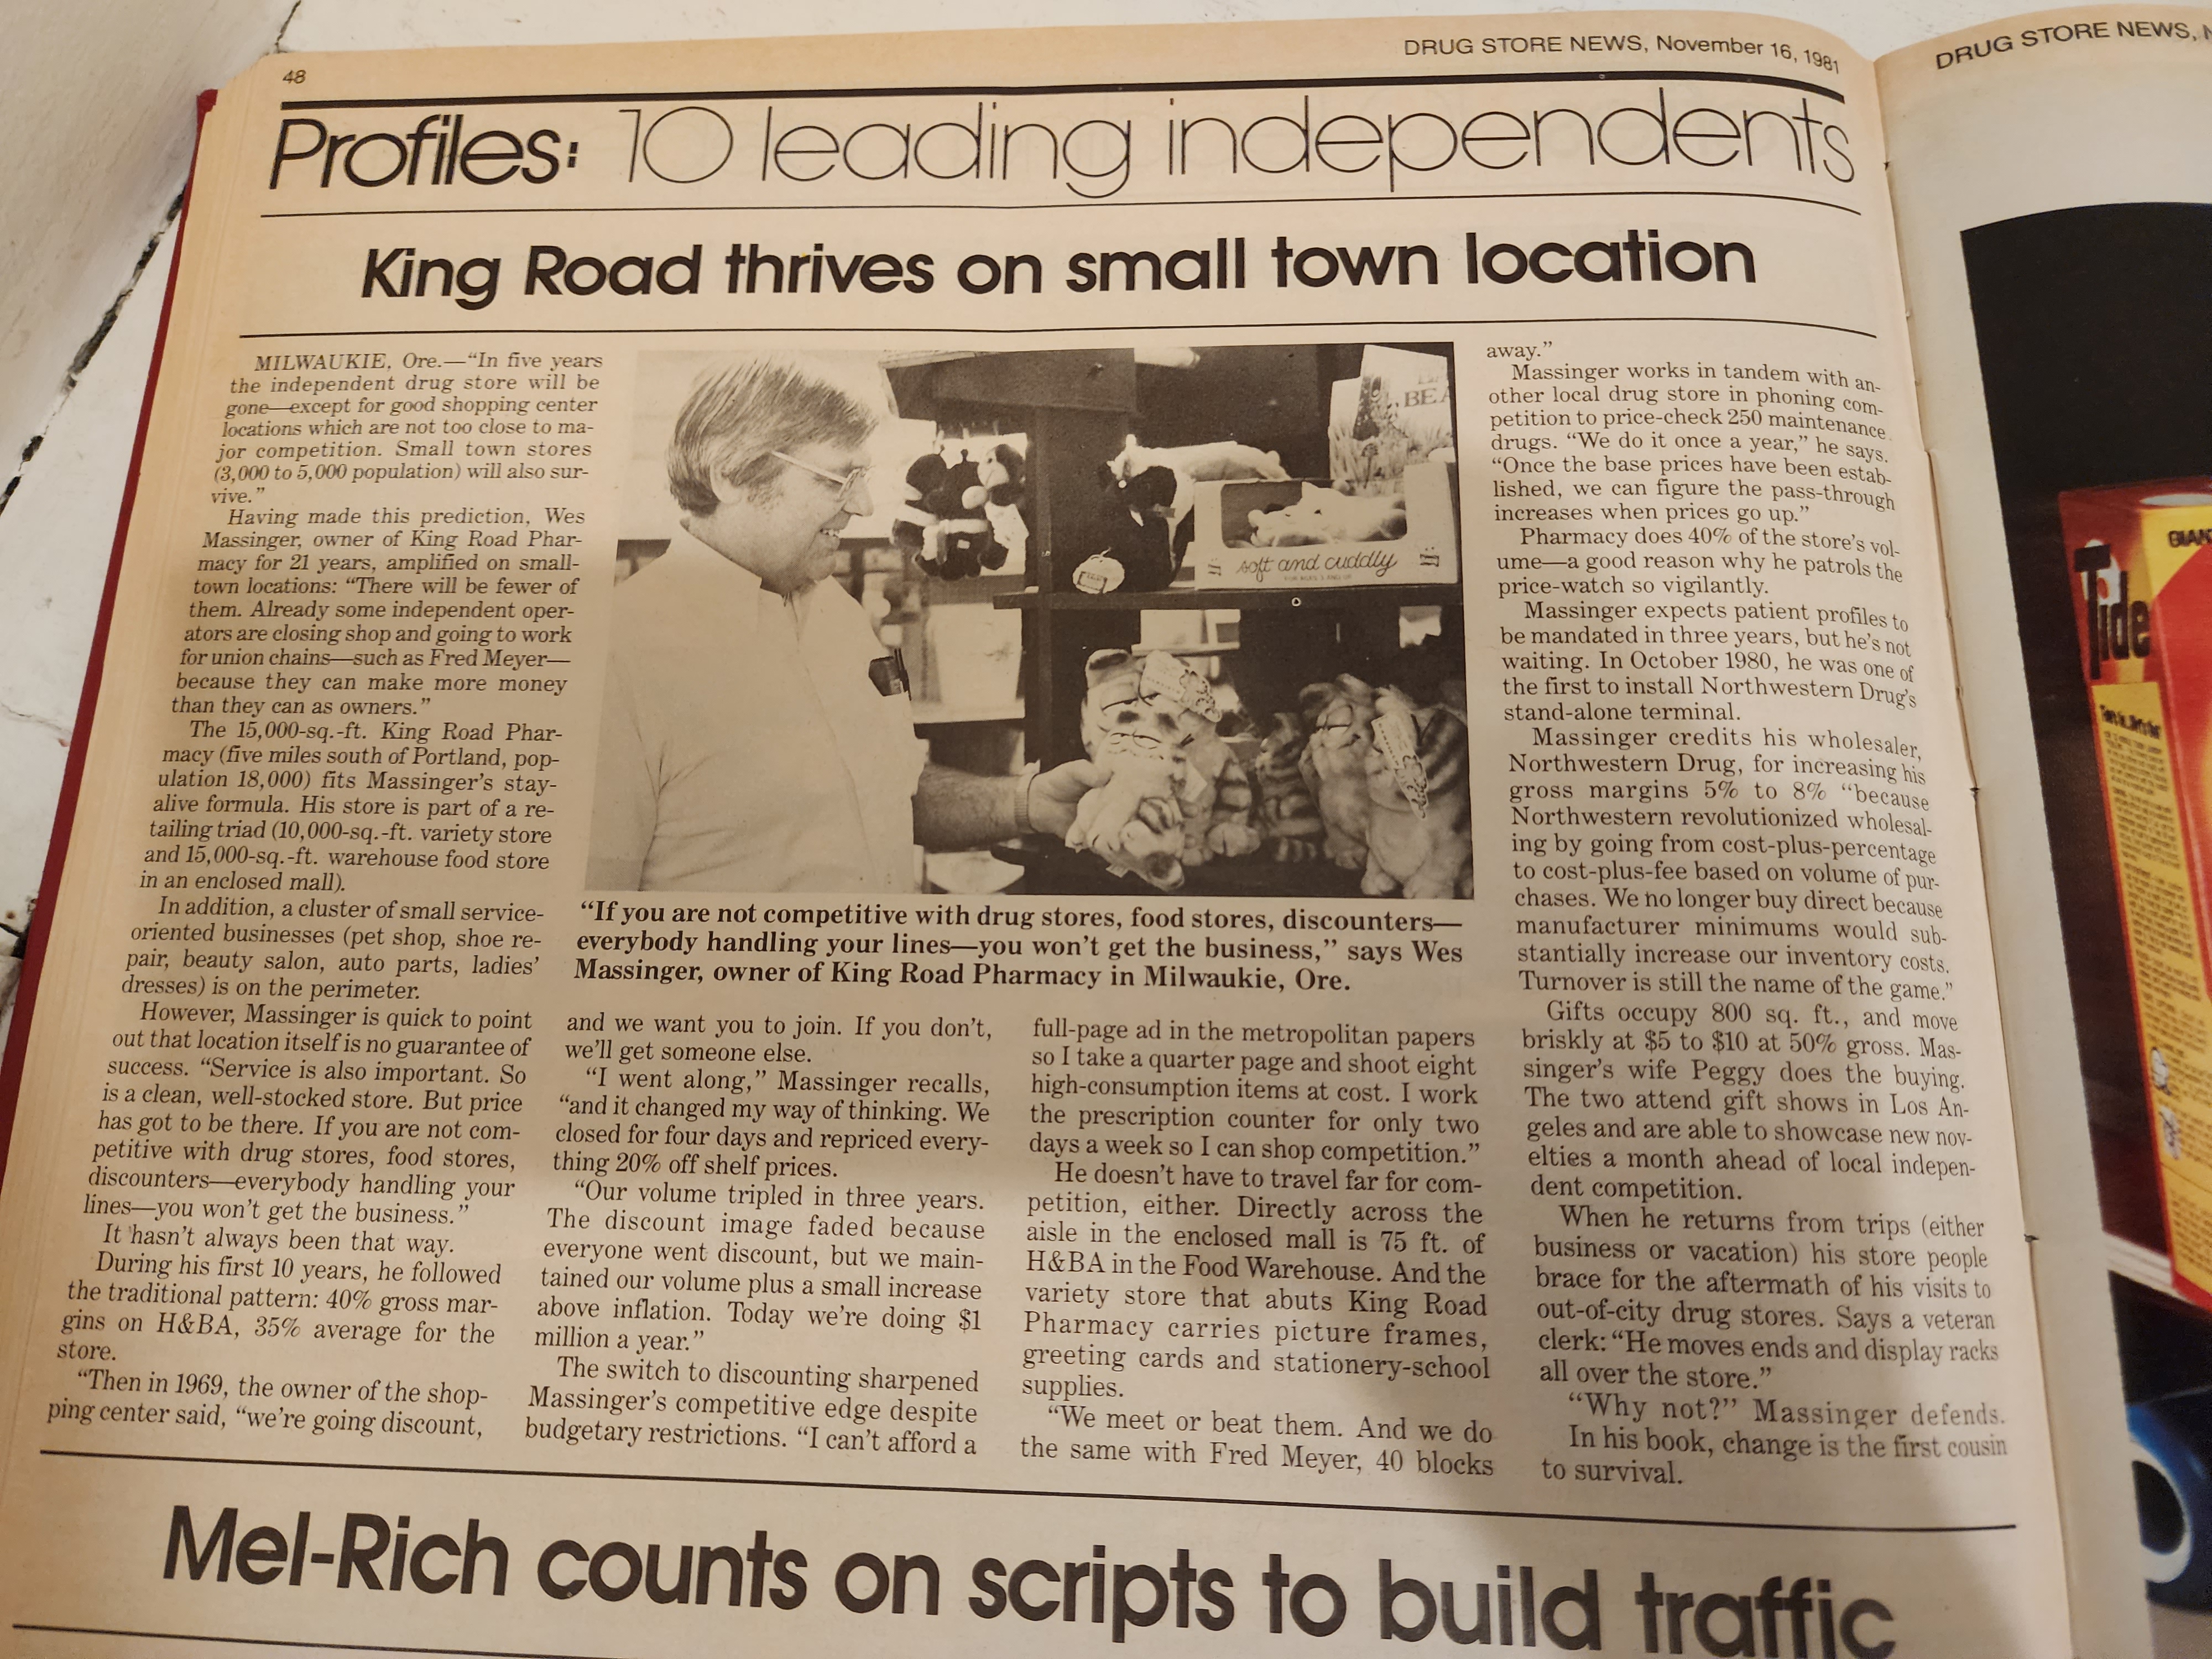 48
DRUG STORE NEWS, November 16, 1981
Profiles: 10 leading independents
King Road thrives on small town location
MILWAUKIE, Ore.—“In five years
the independent drug store will be
gone—except for good shopping center
locations which are not too close to ma-
jor competition. Small town stores
(3,000 to 5,000 population) will also sur-
vive.”
Having made this prediction, Wes
Massinger, owner of King Road Phar-
macy for 21 years, amplified on small-
town locations: “There will be fewer of
them. Already some independent oper-
ators are closing shop and going to work
for union chains—such as Fred Meyer—
because they can make more money
than they can as owners.”
The 15,000-sq.-ft. King Road Phar-
macy (five miles south of Portland, pop-
ulation 18,000) fits Massinger’s stay-
alive formula. His store is part of a re-
tailing triad (10,000-sq.-ft. variety store
and 15,000-sq.-ft. warehouse food store
in an enclosed mall).
In addition, a cluster of small service-
oriented businesses (pet shop, shoe re-
pair, beauty salon, auto parts, ladies’
dresses) is on the perimeter.
However, Massinger is quick to point
out that location itself is no guarantee of
success. “Service is also important. So
is a clean, well-stocked store. But price
has got to be there. If you are not com-
petitive with drug stores, food stores,
discounters—everybody handling your
lines—you won’t get the business.”
It hasn’t always been that way.
During his first 10 years, he followed
the traditional pattern: 40% gross mar-
gins on H&BA, 35% average for the
store.
“Then in 1969, the owner of the shop-
ping center said, “we’re going discount,
soft and cuddly
“If you are not competitive with drug stores, food stores, discounters—
everybody handling your lines—you won’t get the business,” says Wes
Massinger, owner of King Road Pharmacy in Milwaukie, Ore.
and we want you to join. If you don’t,
we’ll get someone else.
“I went along,” Massinger recalls,
“and it changed my way of thinking. We
closed for four days and repriced every-
thing 20% off shelf prices.
“Our volume tripled in three years.
The discount image faded because
everyone went discount, but we main-
tained our volume plus a small increase
above inflation. Today we’re doing $1
million a year.”
The switch to discounting sharpened
Massinger’s competitive edge despite
budgetary restrictions. “I can’t afford a
full-page ad in the metropolitan papers
so I take a quarter page and shoot eight
high-consumption items at cost. I work
the prescription counter for only two
days a week so I can shop competition.”
He doesn’t have to travel far for com-
petition, either. Directly across the
aisle in the enclosed mall is 75 ft. of
H&BA in the Food Warehouse. And the
variety store that abuts King Road
Pharmacy carries picture frames,
greeting cards and stationery-school
supplies.
“We meet or beat them. And we do
the same with Fred Meyer, 40 blocks
away.”
Massinger works in tandem with an-
other local drug store in phoning com-
petition to price-check 250 maintenance
drugs. “We do it once a year,” he says.
“Once the base prices have been estab-
lished, we can figure the pass-through
increases when prices go up.”
Pharmacy does 40% of the store’s vol-
ume—a good reason why he patrols the
price-watch so vigilantly.
Massinger expects patient profiles to
be mandated in three years, but he’s not
waiting. In October 1980, he was one of
the first to install Northwestern Drug’s
stand-alone terminal.
Massinger credits his wholesaler,
Northwestern Drug, for increasing his
gross margins 5% to 8% “because
Northwestern revolutionized wholesal-
ing by going from cost-plus-percentage
to cost-plus-fee based on volume of pur-
chases. We no longer buy direct because
manufacturer minimums would sub-
stantially increase our inventory costs.
Turnover is still the name of the game.”
Gifts occupy 800 sq. ft., and move
briskly at $5 to $10 at 50% gross. Mas-
singer’s wife Peggy does the buying.
The two attend gift shows in Los An-
geles and are able to showcase new nov-
elties a month ahead of local indepen-
dent competition.
When he returns from trips (either
business or vacation) his store people
brace for the aftermath of his visits to
out-of-city drug stores. Says a veteran
clerk: “He moves ends and display racks
all over the store.”
“Why not?” Massinger defends.
In his book, change is the first cousin
to survival.
Mel-Rich counts on scripts to build traffic
DRUG STORE NEWS,
Tide